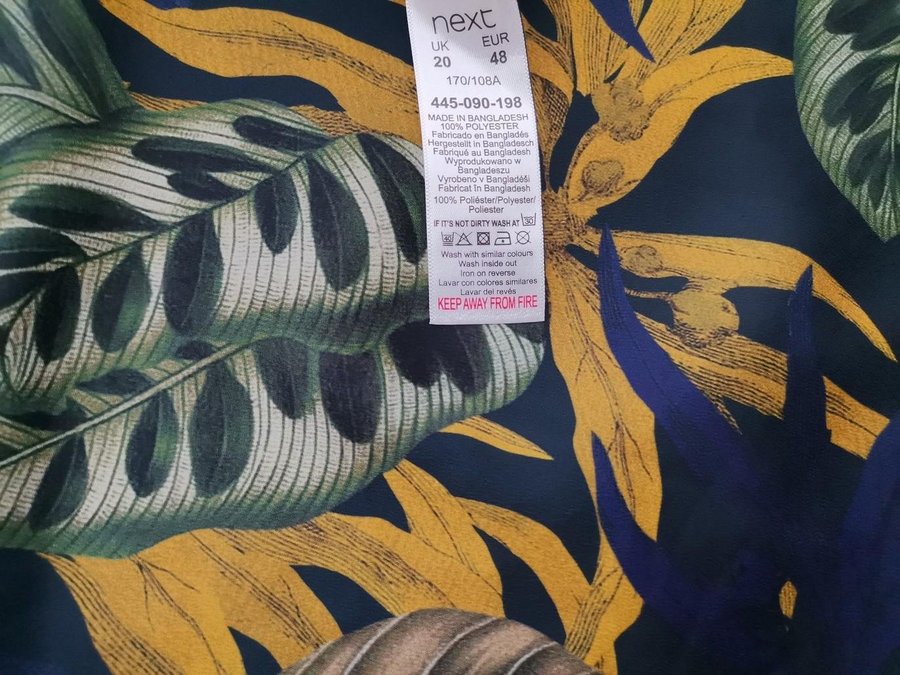 next
UK EUR
20 48
170/108A
445-090-198
MADE IN BANGLADESH
100% POLYESTER
Fabricado en Bangladés
Hergestellt in Bangladesch
Fabriqué au Bangladesh
Wyprodukowano w
Bangladeszu
Vyrobeno v Bangladéši
Fabricat în Bangladesh
100% Poliéster/Polyester/
Poliester
IF IT'S NOT DIRTY WASH AT 30
40
Wash with similar colours
Wash inside out
Iron on reverse
Lavar con colores similares
Lavar del revés
KEEP AWAY FROM FIRE